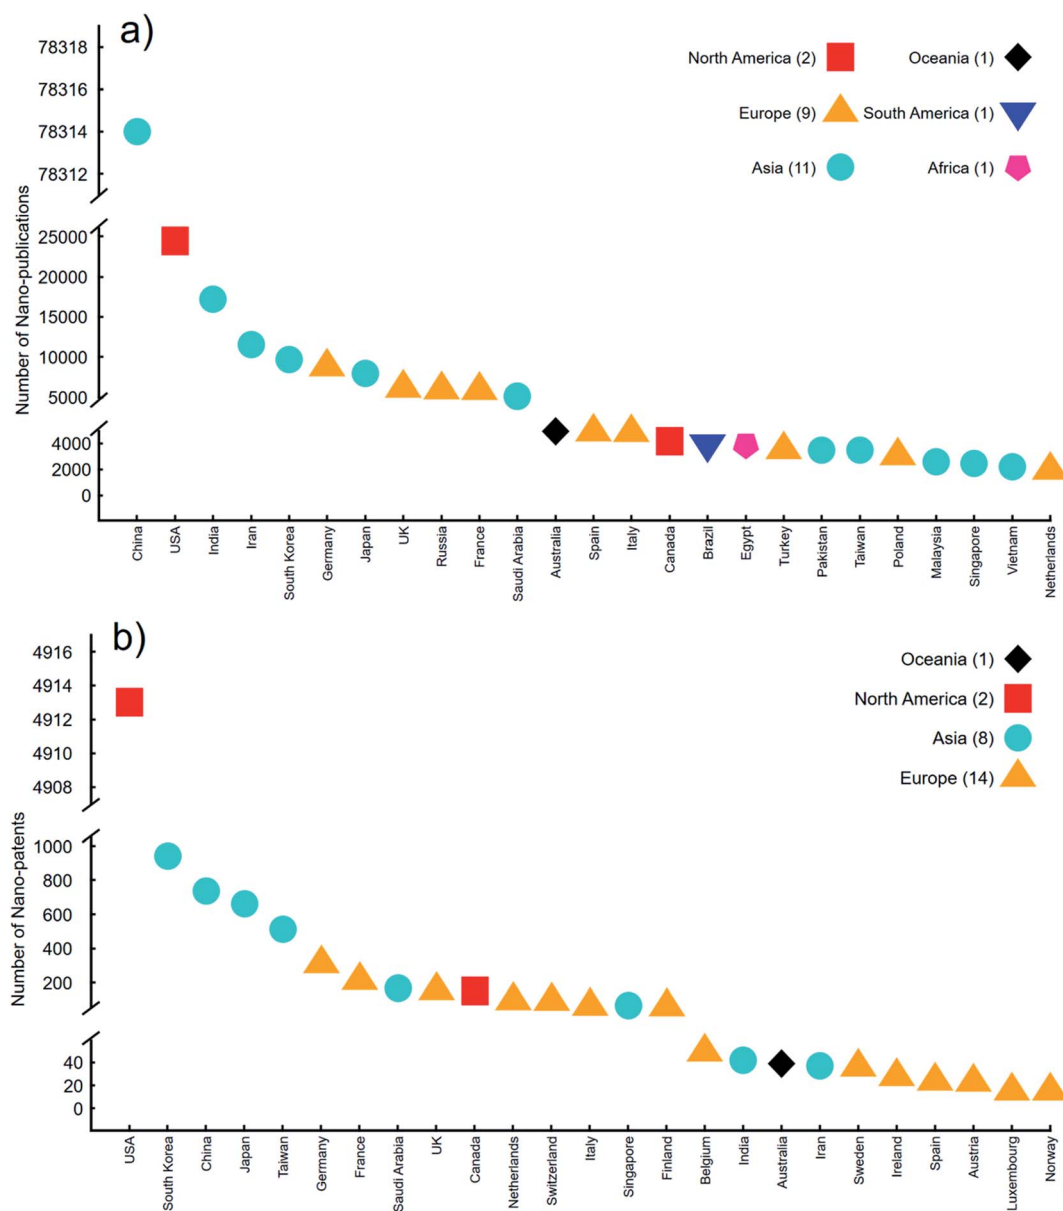 a)
78318
78316
78314
78312
25000
20000
15000
10000
5000
4000
2000
0
Number of Nano-publications
North America (2)
Oceania (1)
Europe (9)
South America (1)
Asia (11)
Africa (1)
China
USA
India
Iran
South Korea
Germany
Japan
UK
Russia
France
Saudi Arabia
Australia
Spain
Italy
Canada
Brazil
Egypt
Turkey
Pakistan
Taiwan
Poland
Malaysia
Singapore
Vietnam
Netherlands
b)
4916
4914
4912
4910
4908
1000
800
600
400
200
40
20
0
Number of Nano-patents
Oceania (1)
North America (2)
Asia (8)
Europe (14)
USA
South Korea
China
Japan
Taiwan
Germany
France
Saudi Arabia
UK
Canada
Netherlands
Switzerland
Italy
Singapore
Finland
Belgium
India
Australia
Iran
Sweden
Ireland
Spain
Austria
Luxembourg
Norway